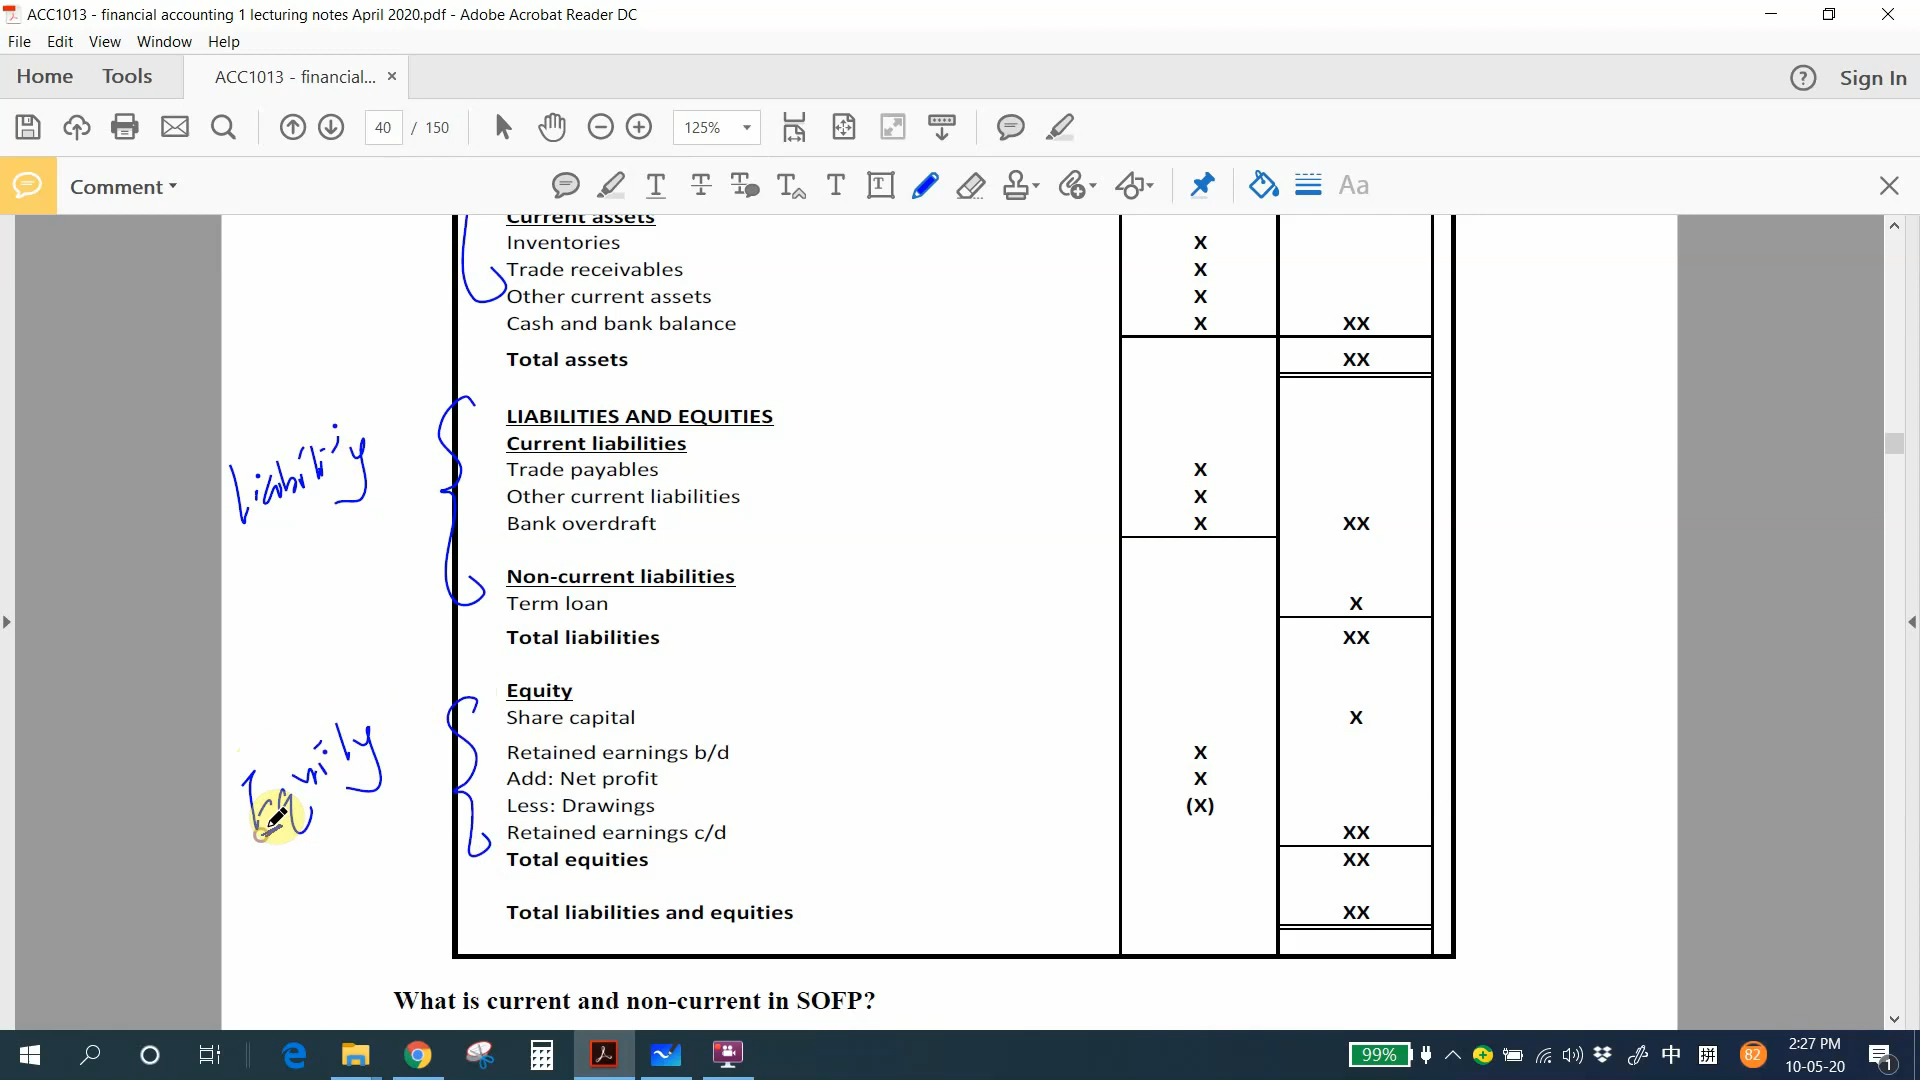 ACC1013 - financial accounting 1 lecturing notes April 2020.pdf - Adobe Acrobat Reader DC
File Edit View Window Help
Home Tools ACC1013 - financial... × Sign In
40 / 150 125%
Comment
Current assets
Inventories X
Trade receivables X
Other current assets X
Cash and bank balance X XX
Total assets XX
LIABILITIES AND EQUITIES
Current liabilities
Liability
Trade payables X
Other current liabilities X
Bank overdraft X XX
Non-current liabilities
Term loan X
Total liabilities XX
Equity
Share capital X
Equity
Retained earnings b/d X
Add: Net profit X
Less: Drawings (X)
Retained earnings c/d XX
Total equities XX
Total liabilities and equities XX
What is current and non-current in SOFP?
99% 中 拼 82 2:27 PM
10-05-20 1